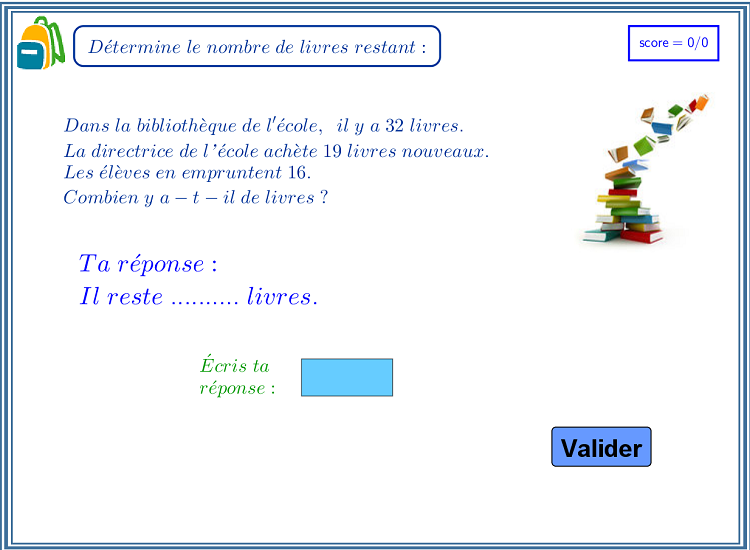 Détermine le nombre de livres restant :
score = 0/0
Dans la bibliothèque de l'école, il y a 32 livres.
La directrice de l'école achète 19 livres nouveaux.
Les élèves en empruntent 16.
Combien y a − t − il de livres ?
Ta réponse :
Il reste .......... livres.
Écris ta
réponse :
Valider